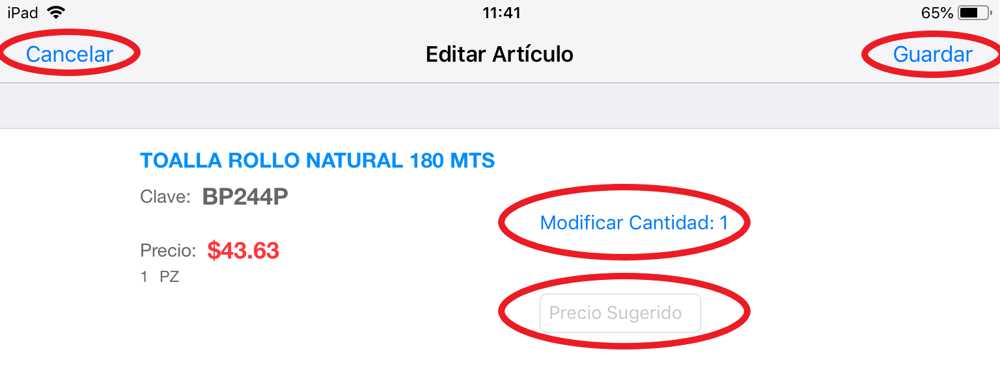 iPad 11:41 65%
Cancelar Editar Artículo Guardar
TOALLA ROLLO NATURAL 180 MTS
Clave: BP244P
Modificar Cantidad: 1
Precio: $43.63
1 PZ
Precio Sugerido